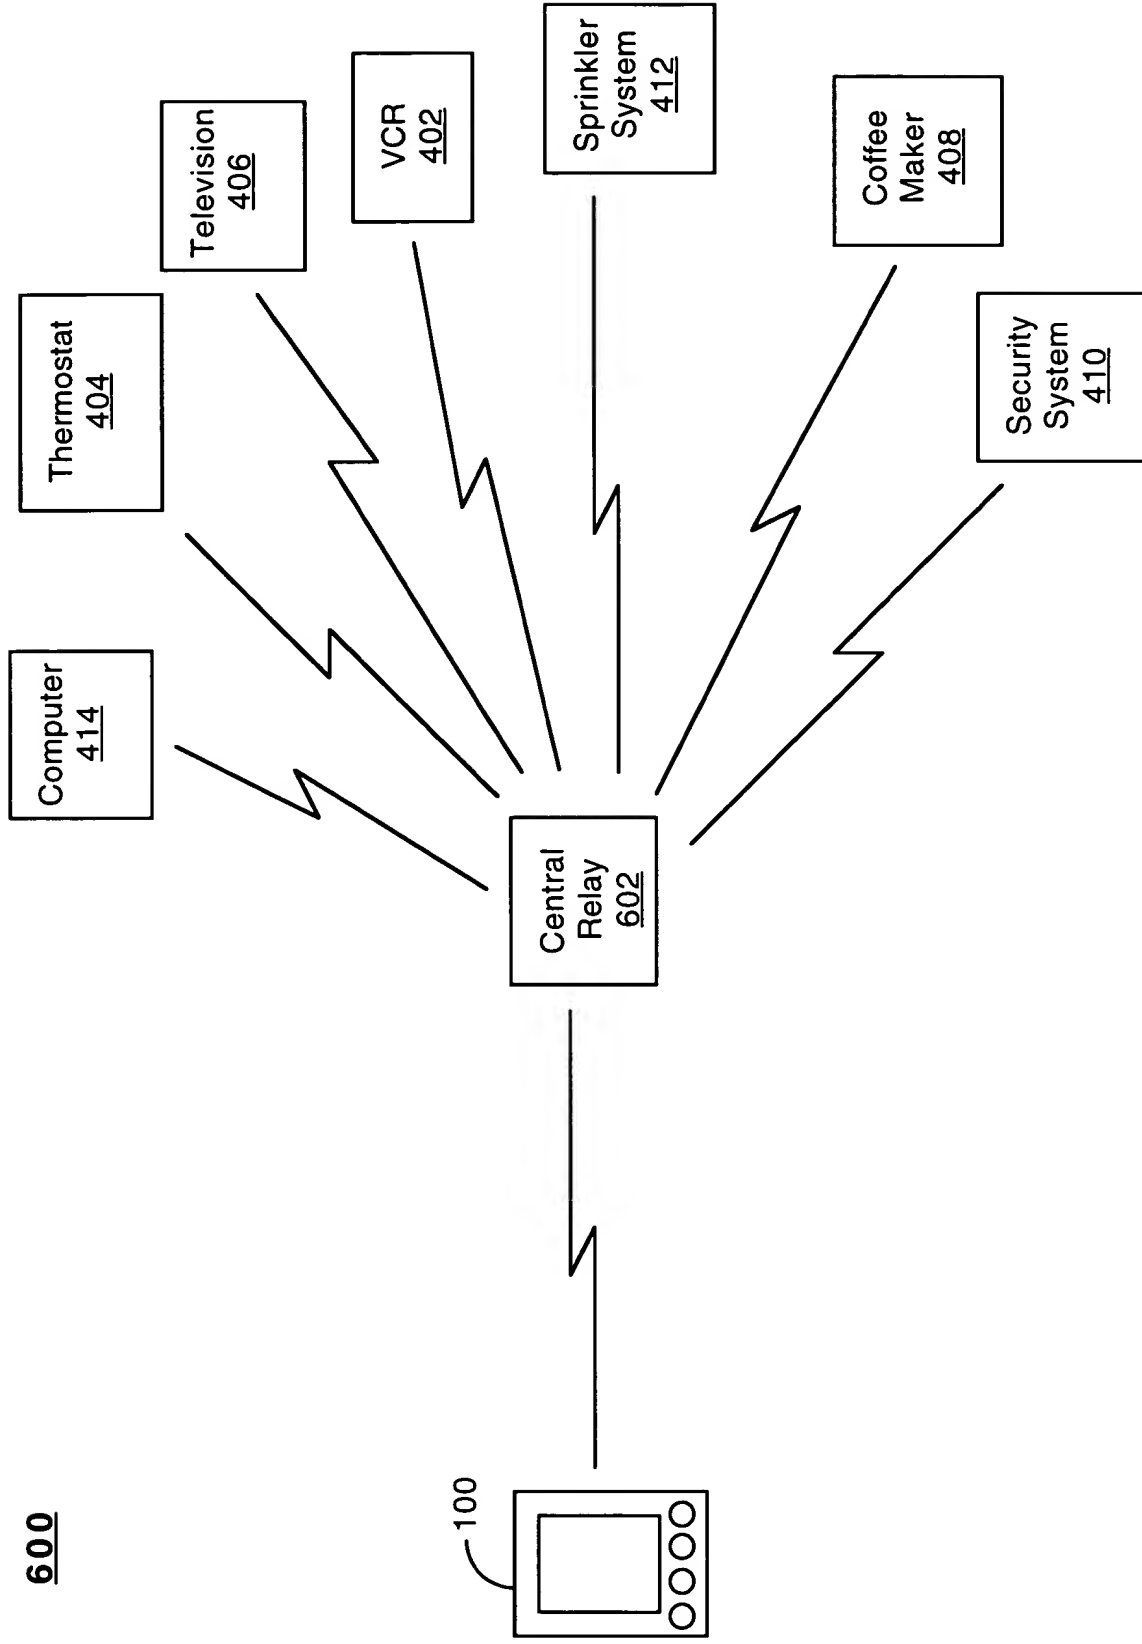 600
100
Central
Relay
602
Computer
414
Thermostat
404
Television
406
VCR
402
Sprinkler
System
412
Coffee
Maker
408
Security
System
410